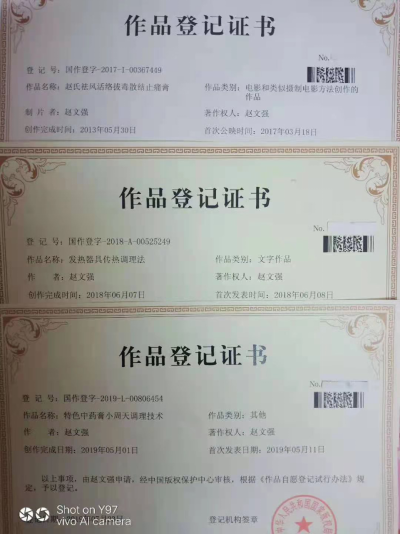 作品登记证书
No.
登 记 号：国作登字-2017-I-00367449
作品名称：赵氏祛风活络拔毒散结止痛膏 作品类别：电影和类似摄制电影方法创作的作品
制 片 者：赵文强 著作权人：赵文强
创作完成时间：2013年05月30日 首次公映时间：2017年03月18日
作品登记证书
No.
登 记 号：国作登字-2018-A-00525249
作品名称：发热器具传热调理法 作品类别：文字作品
作 者：赵文强 著作权人：赵文强
创作完成时间：2018年06月07日 首次发表时间：2018年06月08日
作品登记证书
No.
登 记 号：国作登字-2019-L-00806454
作品名称：特色中药膏小周天调理技术 作品类别：其他
作 者：赵文强 著作权人：赵文强
创作完成日期：2019年05月01日 首次发表日期：2019年05月11日
以上事项，由赵文强申请，经中国版权保护中心审核，根据《作品自愿登记试行办法》规定，予以登记。
登记机构签章
Shot on Y97
vivo AI camera